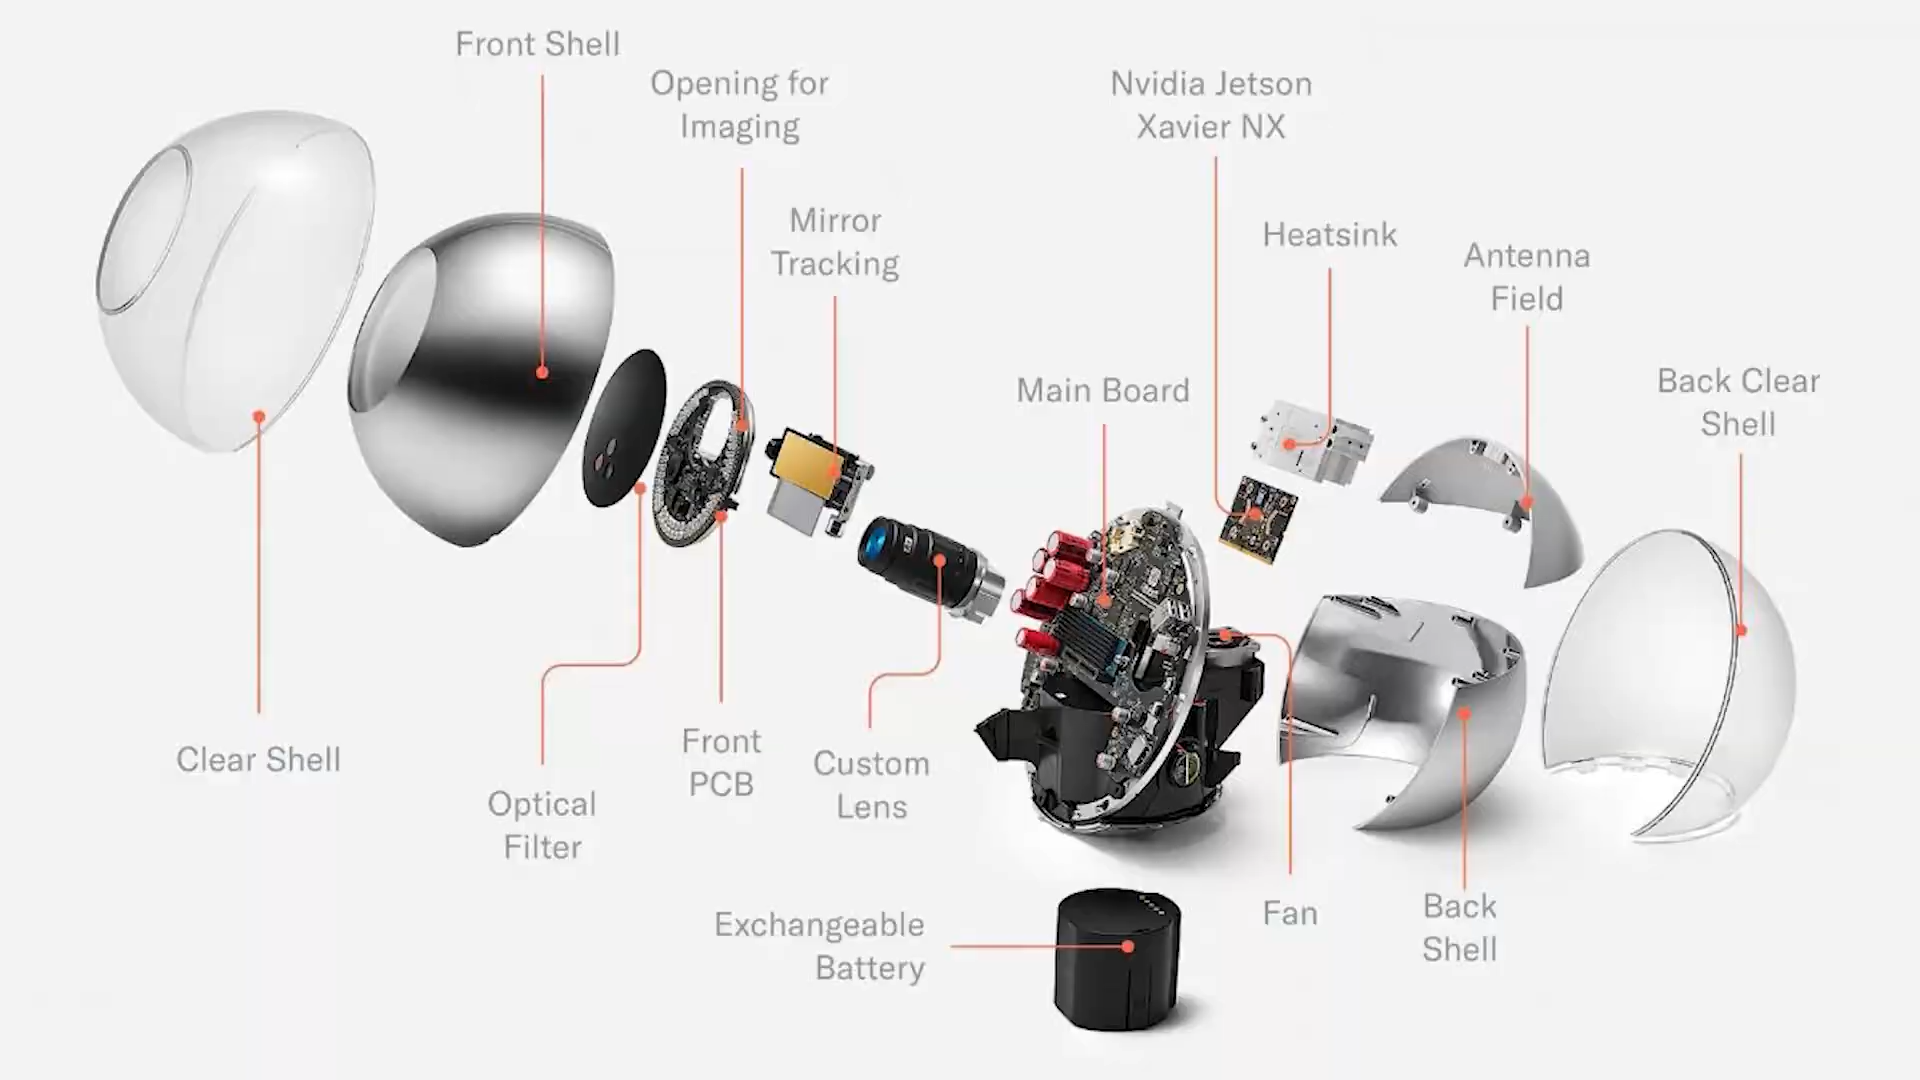 Front Shell
Opening for
Imaging
Nvidia Jetson
Xavier NX
Mirror
Tracking
Heatsink
Antenna
Field
Main Board
Back Clear
Shell
Clear Shell
Front
PCB
Custom
Lens
Optical
Filter
Exchangeable
Battery
Fan
Back
Shell